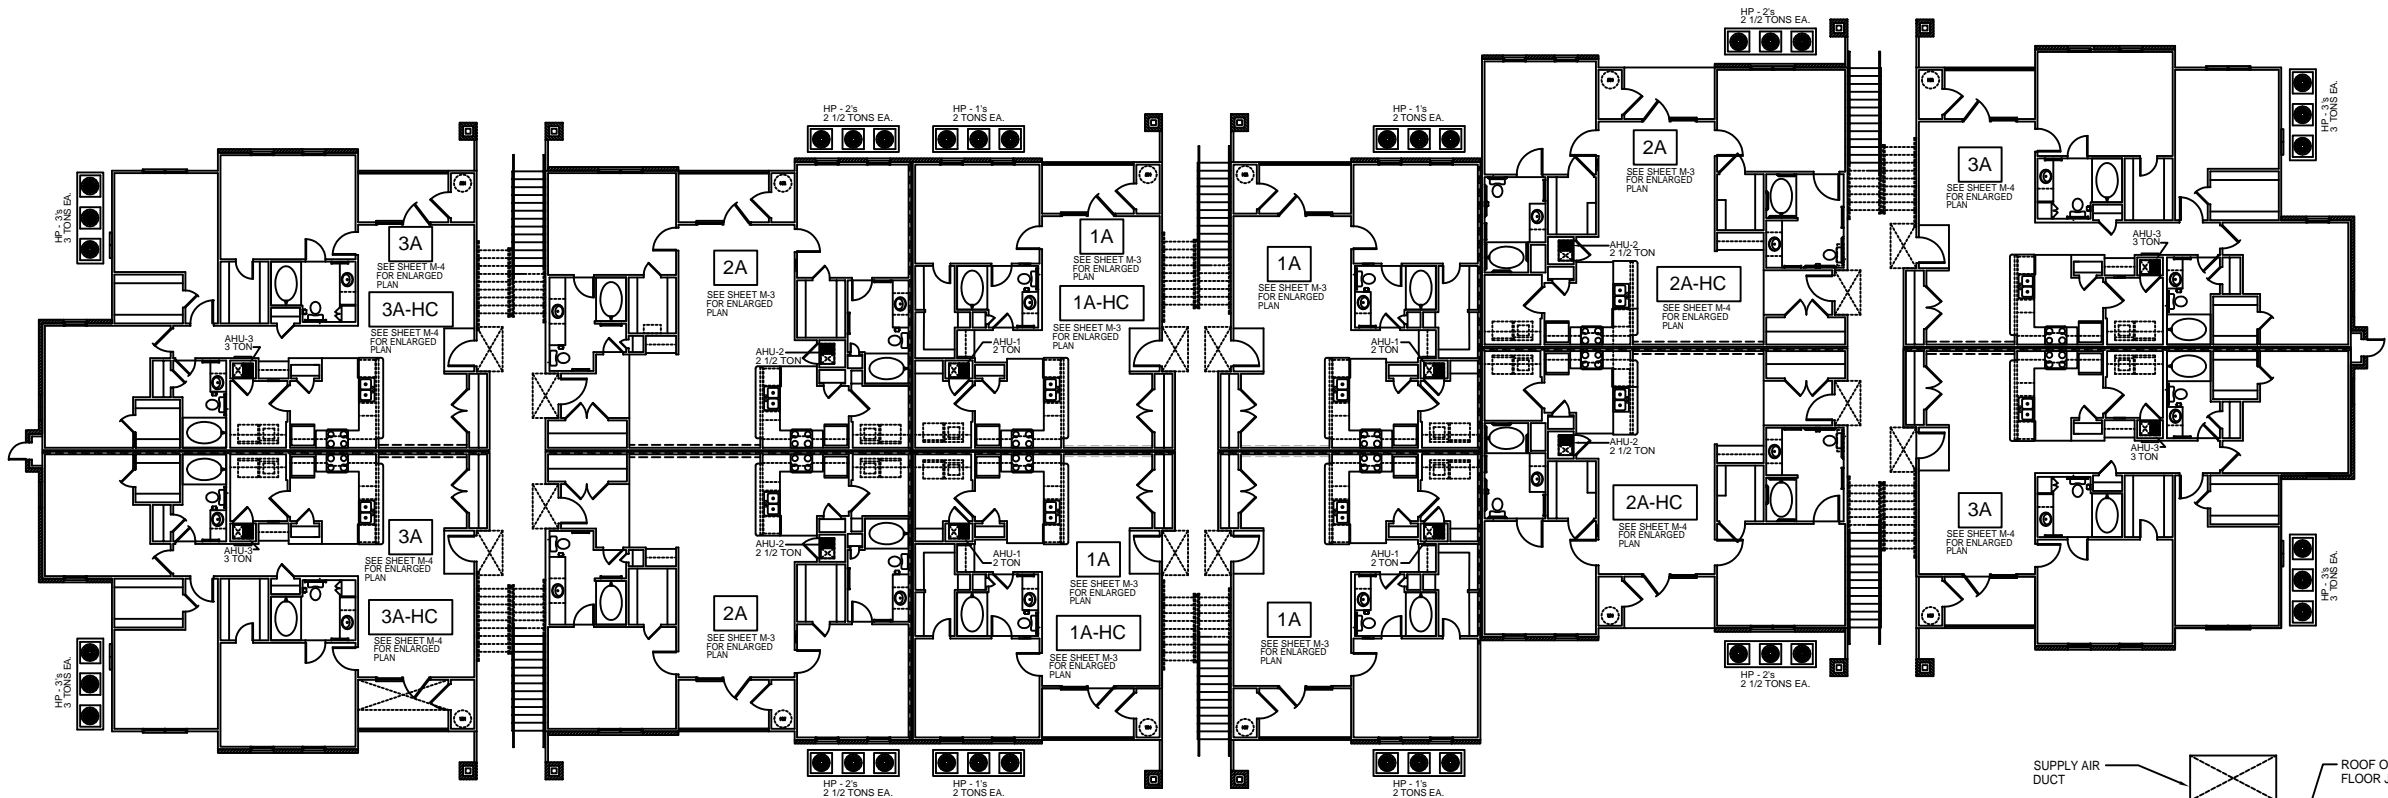 HP - 2's
2 1/2 TONS EA.
HP - 2's
2 1/2 TONS EA.
HP - 1's
2 TONS EA.
HP - 1's
2 TONS EA.
HP - 3's
3 TONS EA.
HP - 3's
3 TONS EA.
3A
SEE SHEET M-4
FOR ENLARGED
PLAN
3A-HC
SEE SHEET M-4
FOR ENLARGED
PLAN
AHU-3
3 TON
2A
SEE SHEET M-3
FOR ENLARGED
PLAN
AHU-2
2 1/2 TON
1A
SEE SHEET M-3
FOR ENLARGED
PLAN
1A-HC
SEE SHEET M-3
FOR ENLARGED
PLAN
AHU-1
2 TON
1A
SEE SHEET M-3
FOR ENLARGED
PLAN
AHU-1
2 TON
2A
SEE SHEET M-3
FOR ENLARGED
PLAN
AHU-2
2 1/2 TON
2A-HC
SEE SHEET M-4
FOR ENLARGED
PLAN
3A
SEE SHEET M-4
FOR ENLARGED
PLAN
AHU-3
3 TON
AHU-3
3 TON
3A
SEE SHEET M-4
FOR ENLARGED
PLAN
3A-HC
SEE SHEET M-4
FOR ENLARGED
PLAN
AHU-2
2 1/2 TON
2A
SEE SHEET M-3
FOR ENLARGED
PLAN
AHU-1
2 TON
1A
SEE SHEET M-3
FOR ENLARGED
PLAN
1A-HC
SEE SHEET M-3
FOR ENLARGED
PLAN
AHU-1
2 TON
1A
SEE SHEET M-3
FOR ENLARGED
PLAN
AHU-2
2 1/2 TON
2A-HC
SEE SHEET M-4
FOR ENLARGED
PLAN
AHU-3
3 TON
3A
SEE SHEET M-4
FOR ENLARGED
PLAN
HP - 3's
3 TONS EA.
HP - 3's
3 TONS EA.
HP - 2's
2 1/2 TONS EA.
HP - 2's
2 1/2 TONS EA.
HP - 1's
2 TONS EA.
HP - 1's
2 TONS EA.
SUPPLY AIR
DUCT
ROOF O
FLOOR J